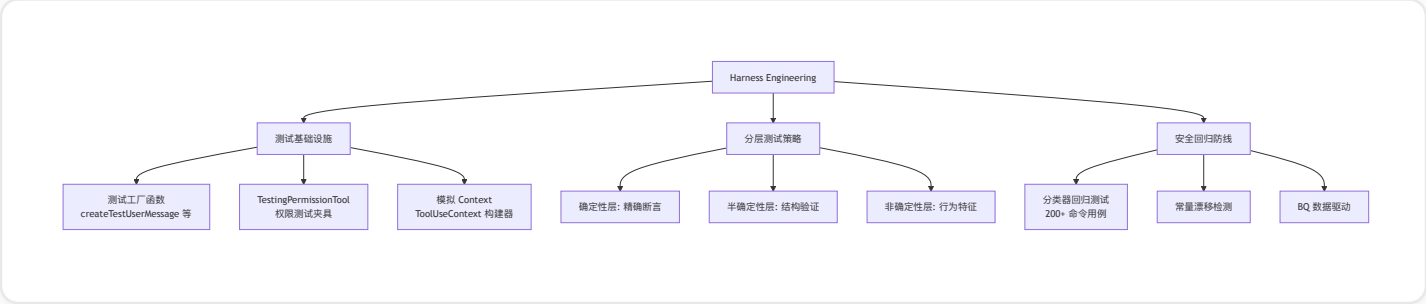 Harness Engineering
测试基础设施
分层测试策略
安全回归防线
测试工厂函数
createTestUserMessage 等
TestingPermissionTool
权限测试夹具
模拟 Context
ToolUseContext 构建器
确定性层: 精确断言
半确定性层: 结构验证
非确定性层: 行为特征
分类器回归测试
200+ 命令用例
常量漂移检测
BQ 数据驱动